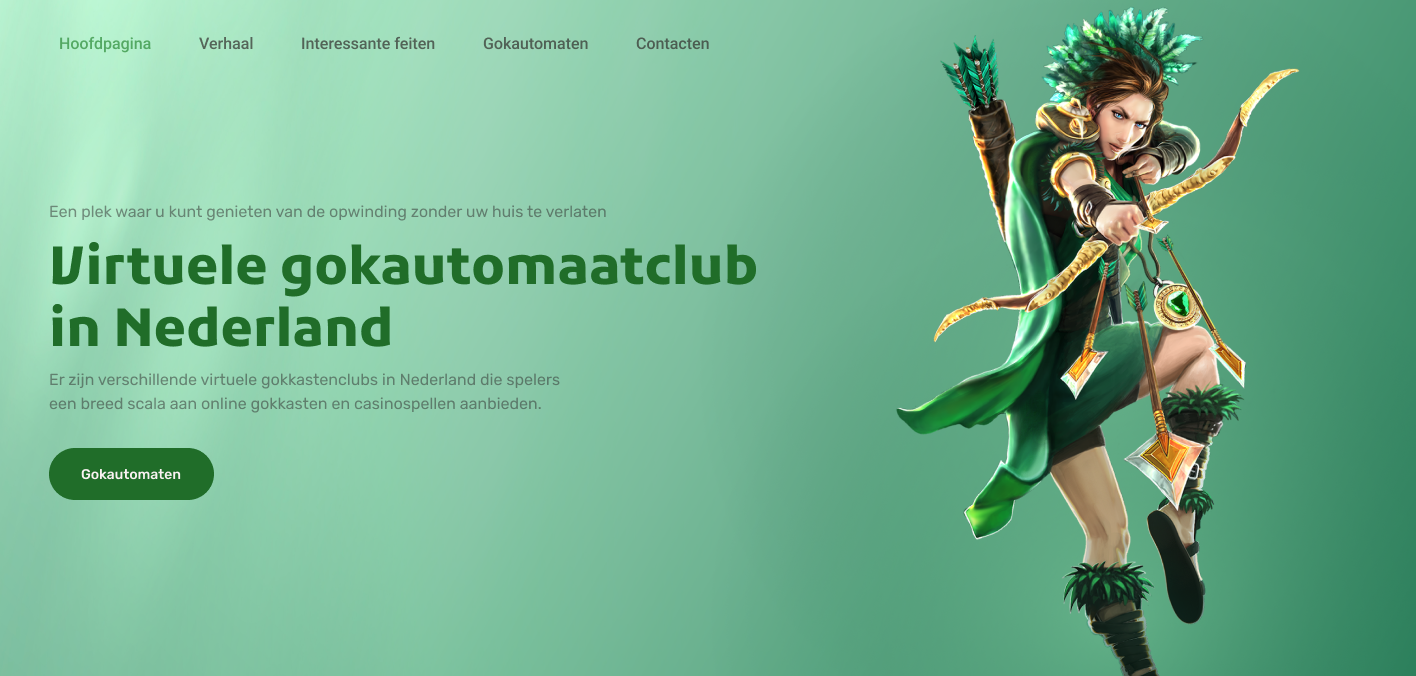 Hoofdpagina Verhaal Interessante feiten Gokautomaten Contacten
Een plek waar u kunt genieten van de opwinding zonder uw huis te verlaten
Virtuele gokautomaatclub
in Nederland
Er zijn verschillende virtuele gokkastenclubs in Nederland die spelers
een breed scala aan online gokkasten en casinospellen aanbieden.
Gokautomaten